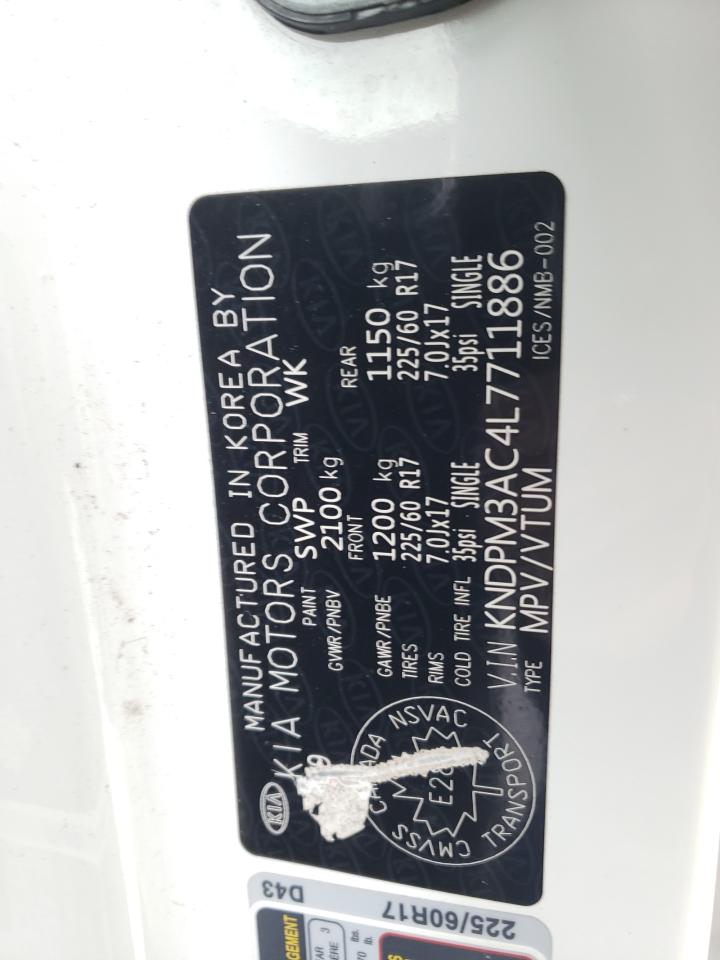 MANUFACTURED IN KOREA BY
KIA KIA MOTORS CORPORATION
9 PAINT SWP TRIM WK
GVWR/PNBV 2100 kg
FRONT REAR
GAWR/PNBE 1200 kg 1150 kg
TIRES 225/60 R17 225/60 R17
RIMS 7.0Jx17 7.0Jx17
COLD TIRE INFL 35psi SINGLE 35psi SINGLE
V.I.N KNDPM3AC4L7711886
TYPE MPV/VTUM ICES/NMB-002
NSVAC
TRANSPORT
CMVSS
D43
225/60R17